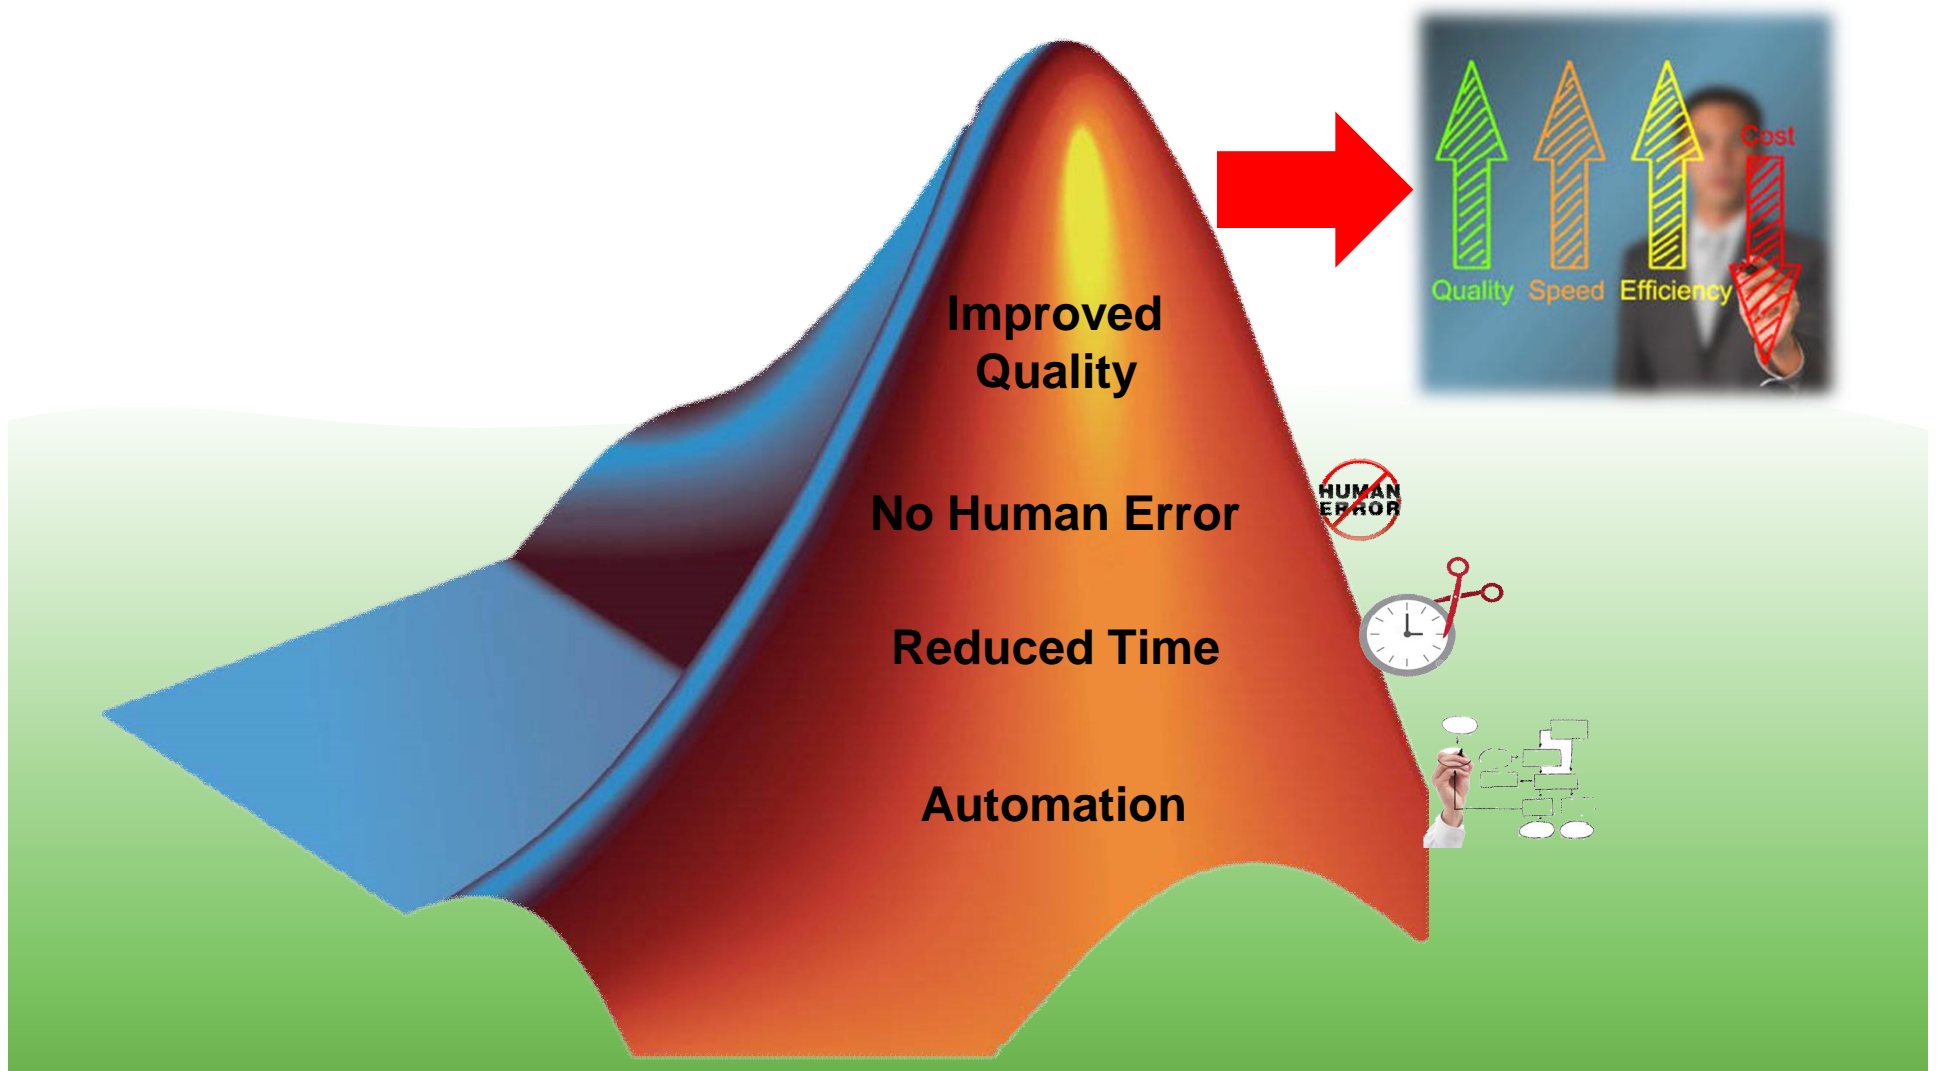 Cost
Quality Speed Efficiency
Improved
Quality
No Human Error
HUMAN
ERROR
Reduced Time
Automation